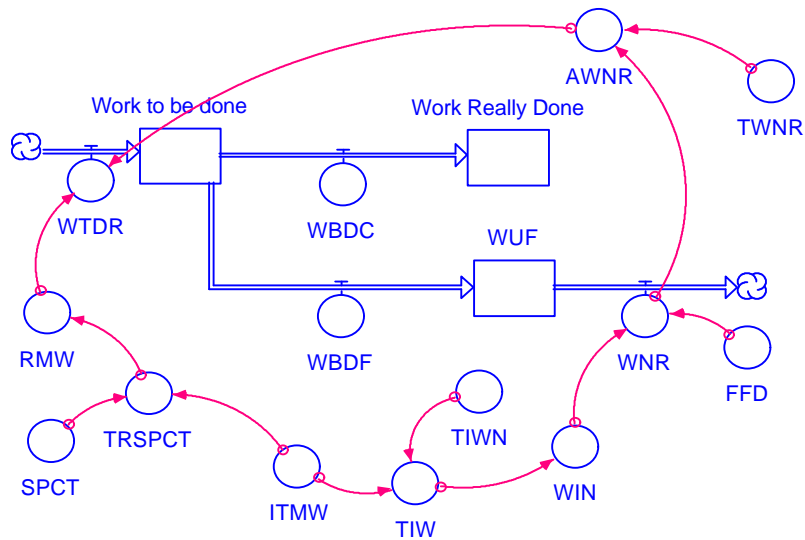 AWNR
TWNR
Work to be done
Work Really Done
WTDR
WBDC
WUF
RMW
WBDF
WNR
FFD
TRSPCT
TIWN
SPCT
ITMW
TIW
WIN